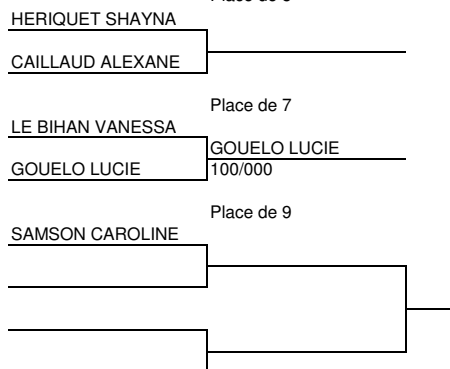 HERIQUET SHAYNA
CAILLAUD ALEXANE
Place de 7
LE BIHAN VANESSA
GOUELO LUCIE
GOUELO LUCIE
100/000
Place de 9
SAMSON CAROLINE